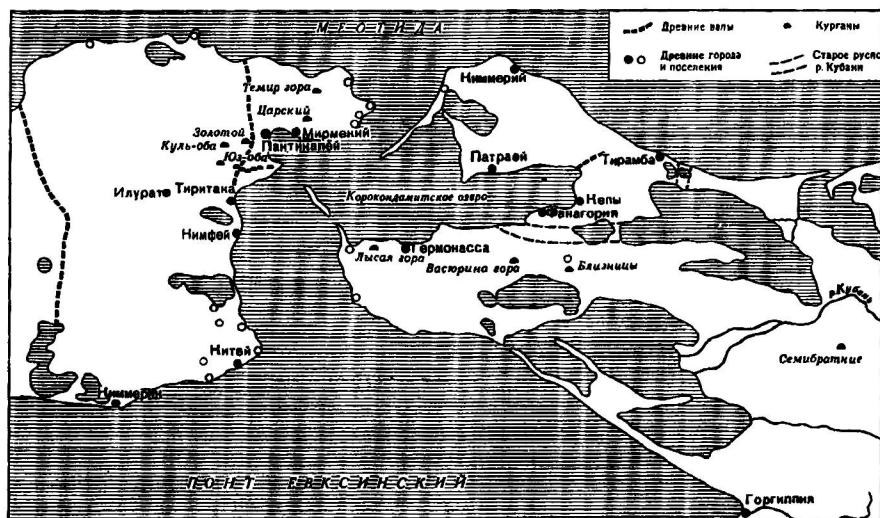 МЕОТИДА
Древние валы
Курганы
Древние города
и поселения
Старое русло
р. Кубани
Темир гора
Царский
Золотой
Мирмекий
Куль-оба
Пантикапей
Юз-оба
Илурат
Тиритака
Нимфей
Китей
Киммерик
Киммерий
Патраей
Тирамба
Корокондамитское озеро
Кепы
Фанагория
Гермонасса
Лысая гора
Васюрина гора
Близницы
р. Кубань
Семибратние
ПОНТ ЕВКСИНСКИЙ
Горгиппия